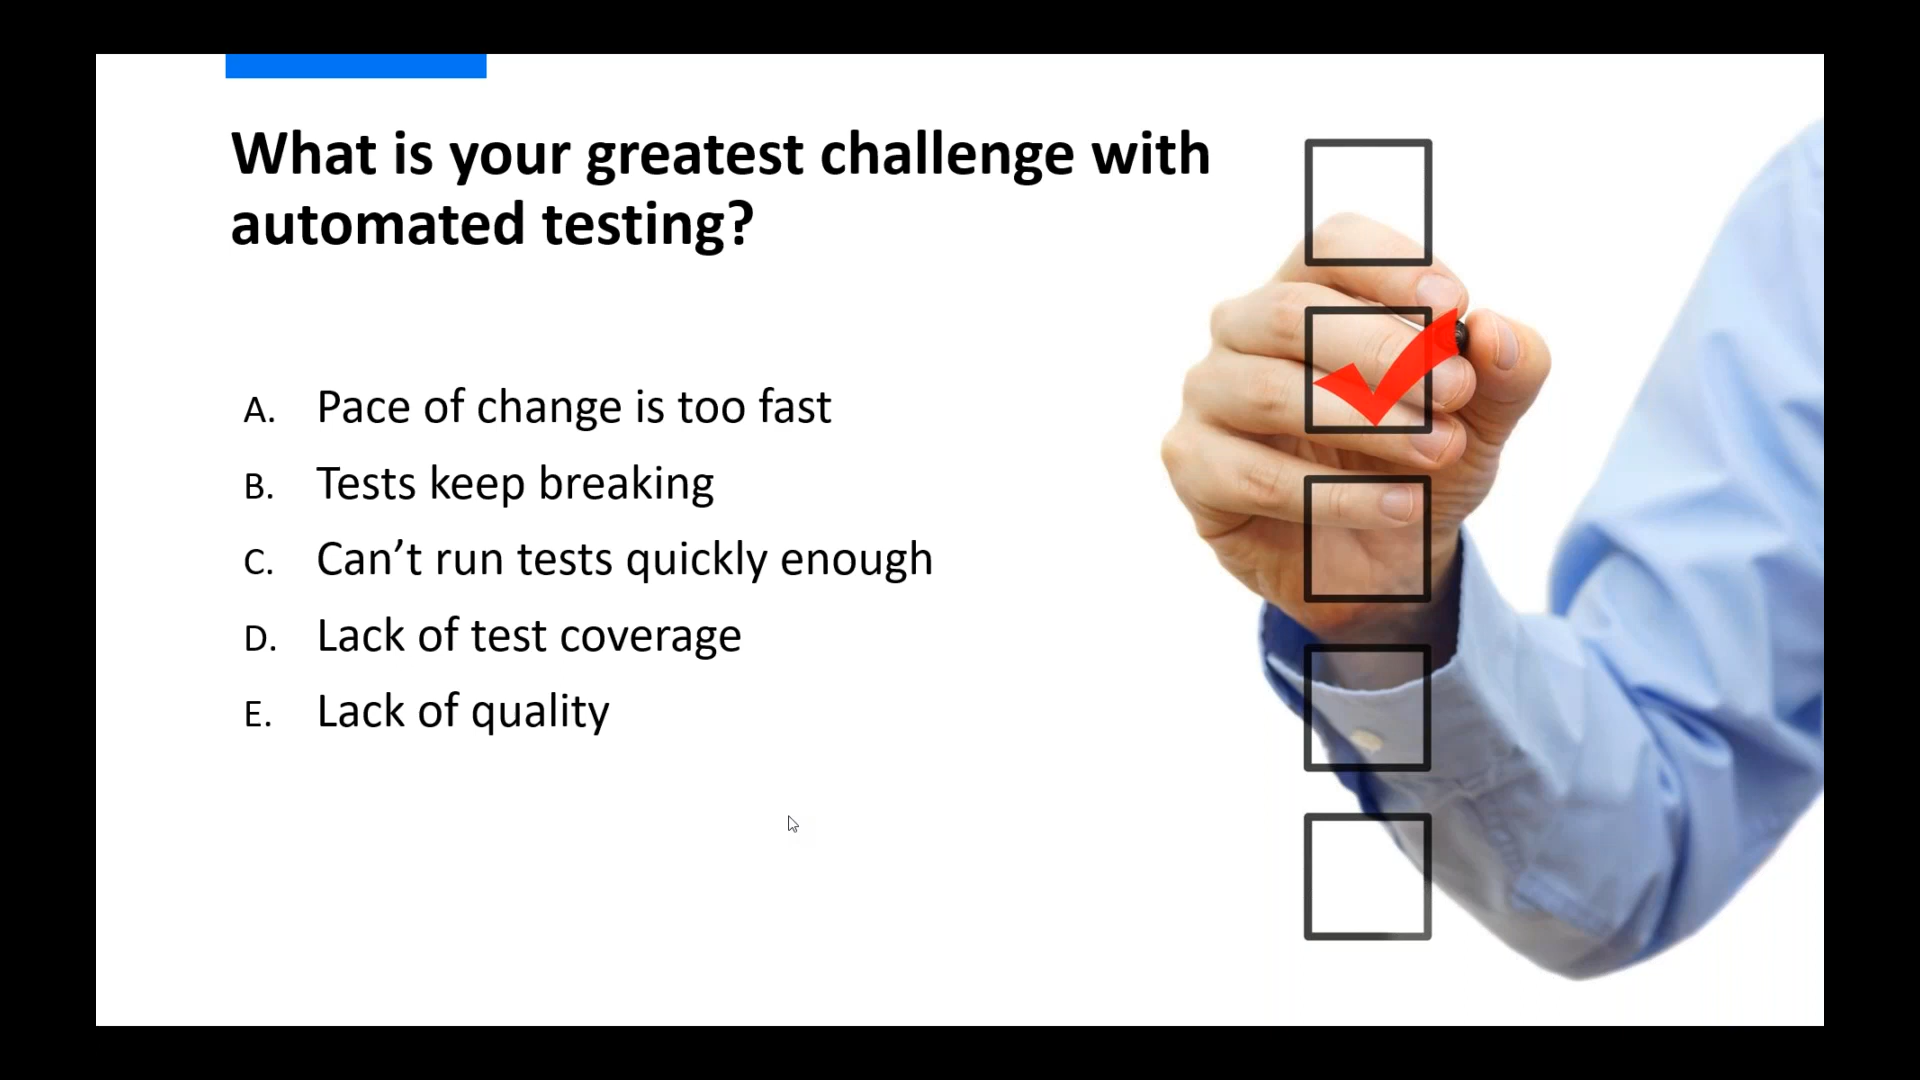 What is your greatest challenge with
automated testing?
A. Pace of change is too fast
B. Tests keep breaking
C. Can’t run tests quickly enough
D. Lack of test coverage
E. Lack of quality